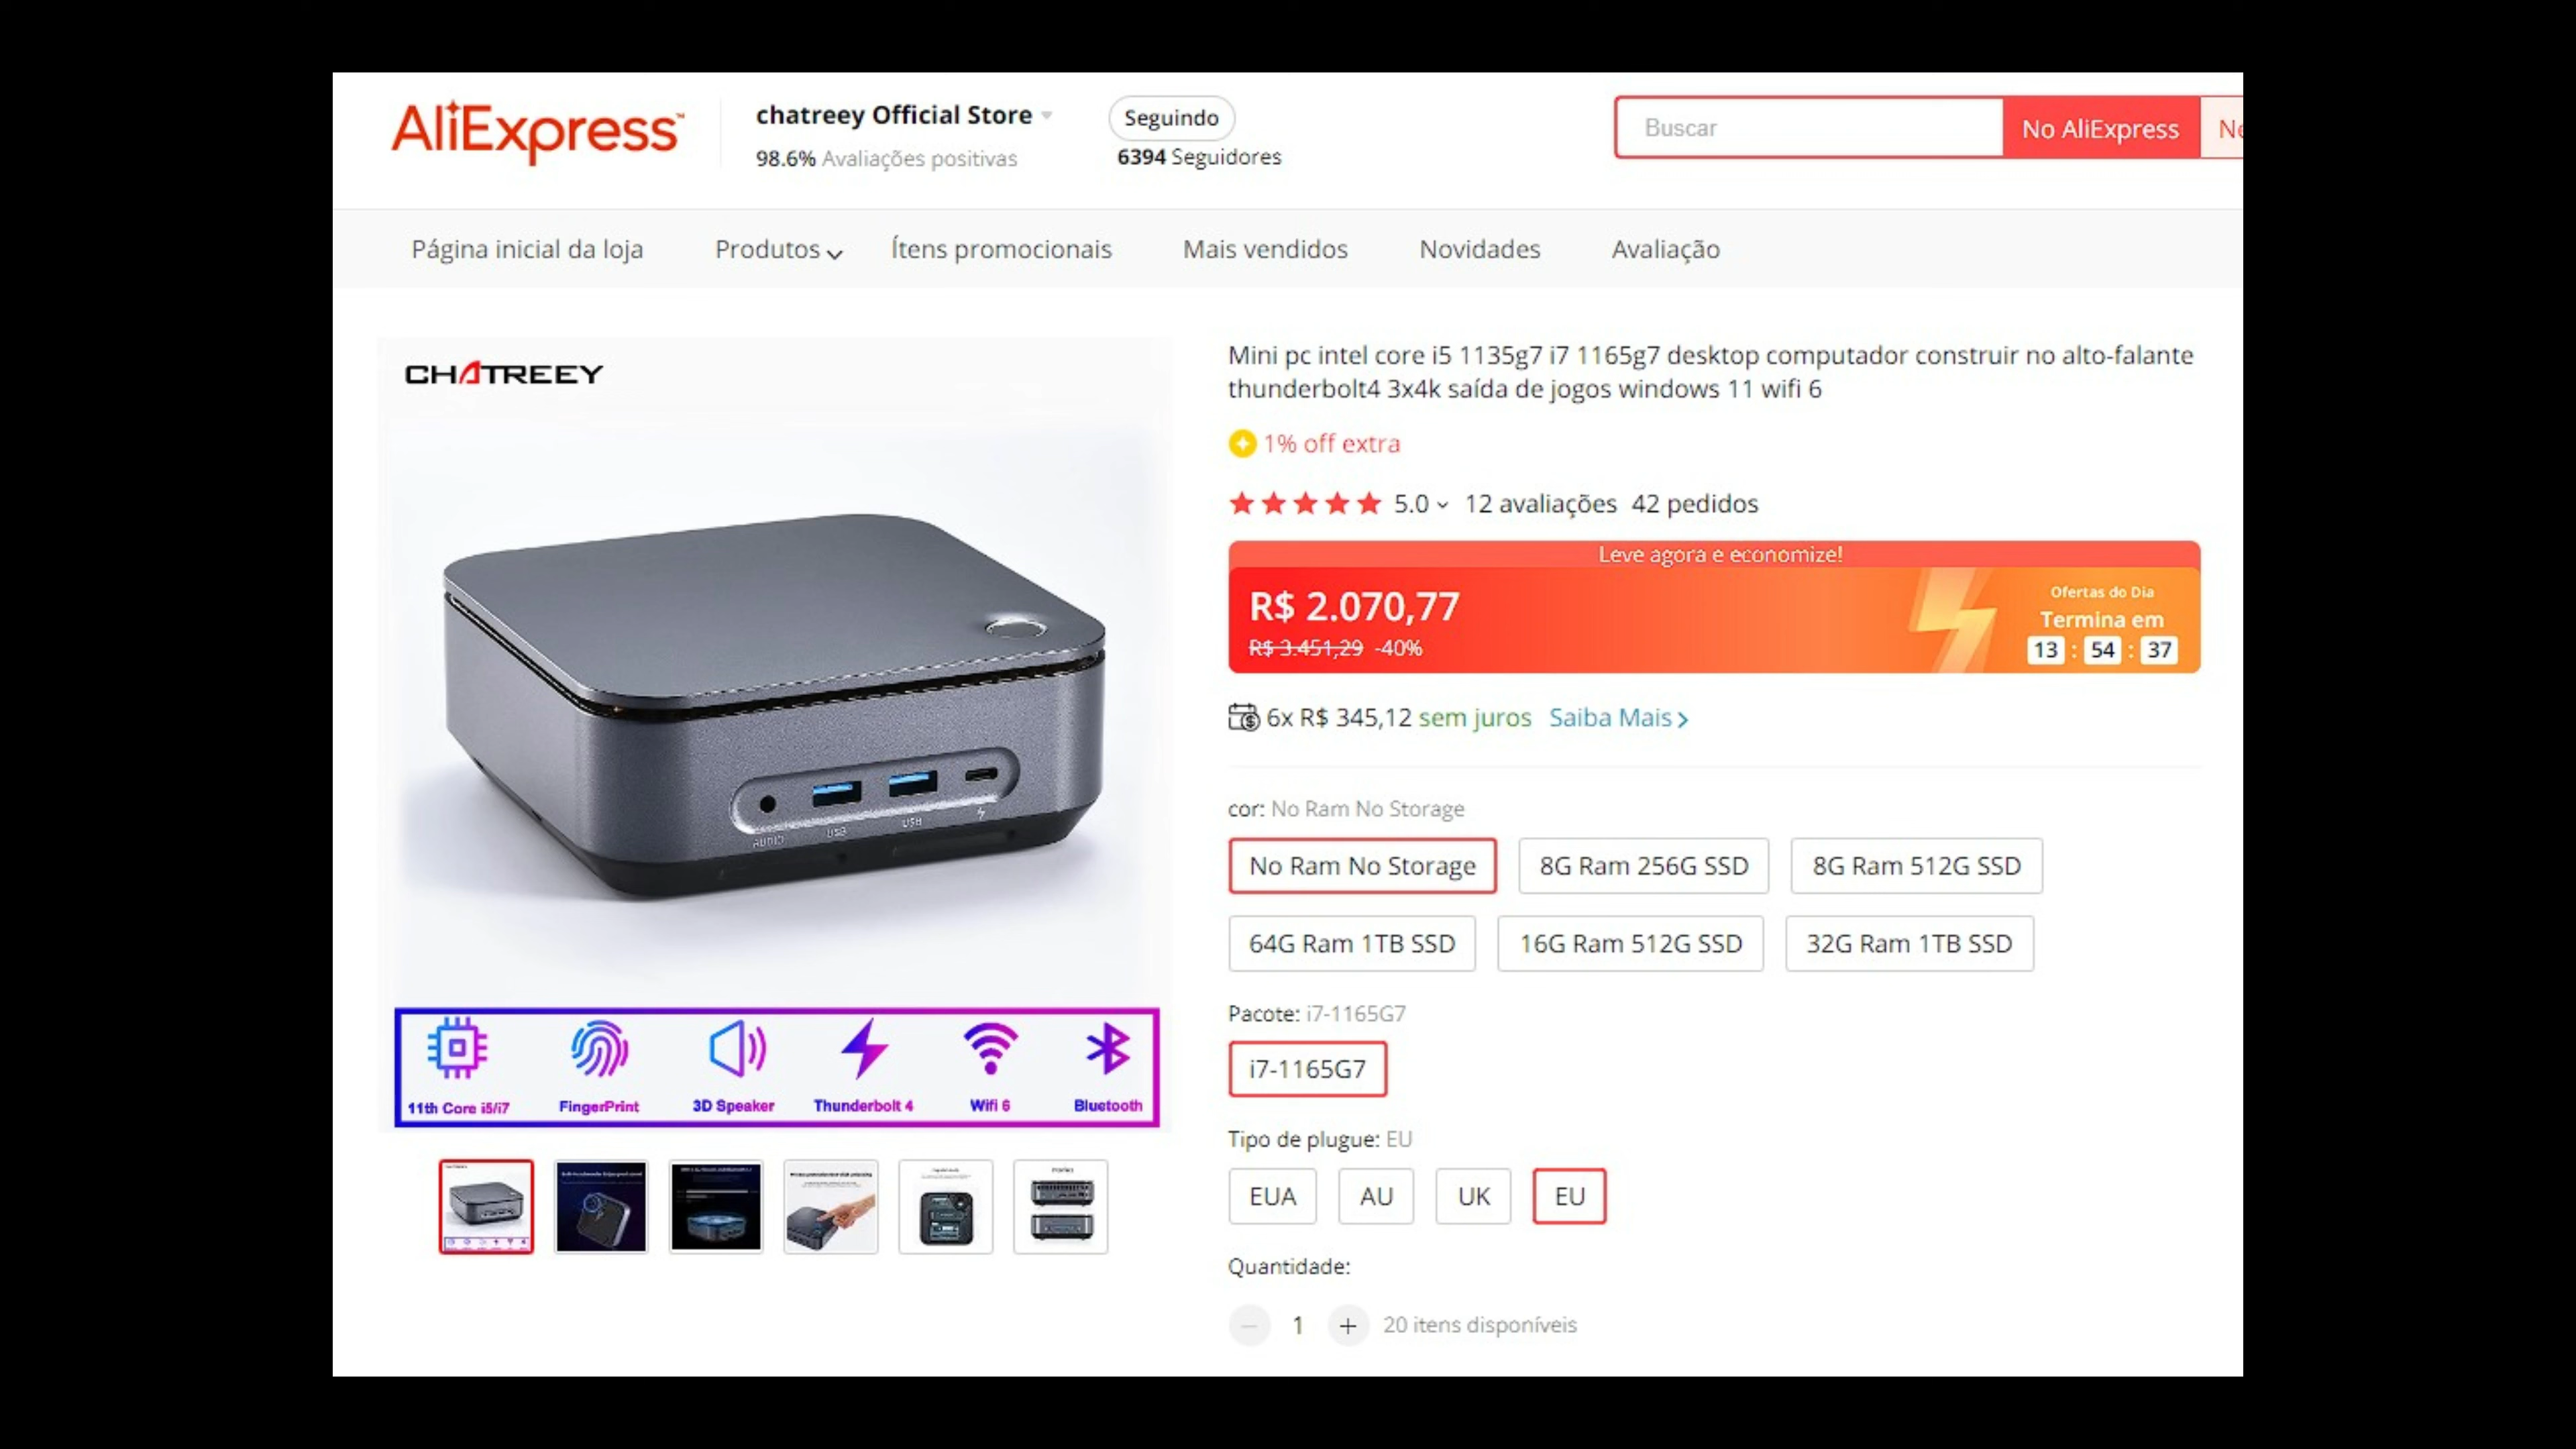 AliExpress™
chatreey Official Store
98.6% Avaliações positivas
Seguindo
6394 Seguidores
Buscar
No AliExpress
Página inicial da loja
Produtos
Ítens promocionais
Mais vendidos
Novidades
Avaliação
CHATREEY
AUDIO
USB
USB
11th Core i5/i7
FingerPrint
3D Speaker
Thunderbolt 4
Wifi 6
Bluetooth
Mini pc intel core i5 1135g7 i7 1165g7 desktop computador construir no alto-falante
thunderbolt4 3x4k saída de jogos windows 11 wifi 6
1% off extra
5.0 12 avaliações 42 pedidos
Leve agora e economize!
R$ 2.070,77
R$ 3.451,29 -40%
Ofertas do Dia
Termina em
13 : 54 : 37
6x R$ 345,12 sem juros Saiba Mais
cor: No Ram No Storage
No Ram No Storage
8G Ram 256G SSD
8G Ram 512G SSD
64G Ram 1TB SSD
16G Ram 512G SSD
32G Ram 1TB SSD
Pacote: i7-1165G7
i7-1165G7
Tipo de plugue: EU
EUA
AU
UK
EU
Quantidade:
1
20 itens disponíveis